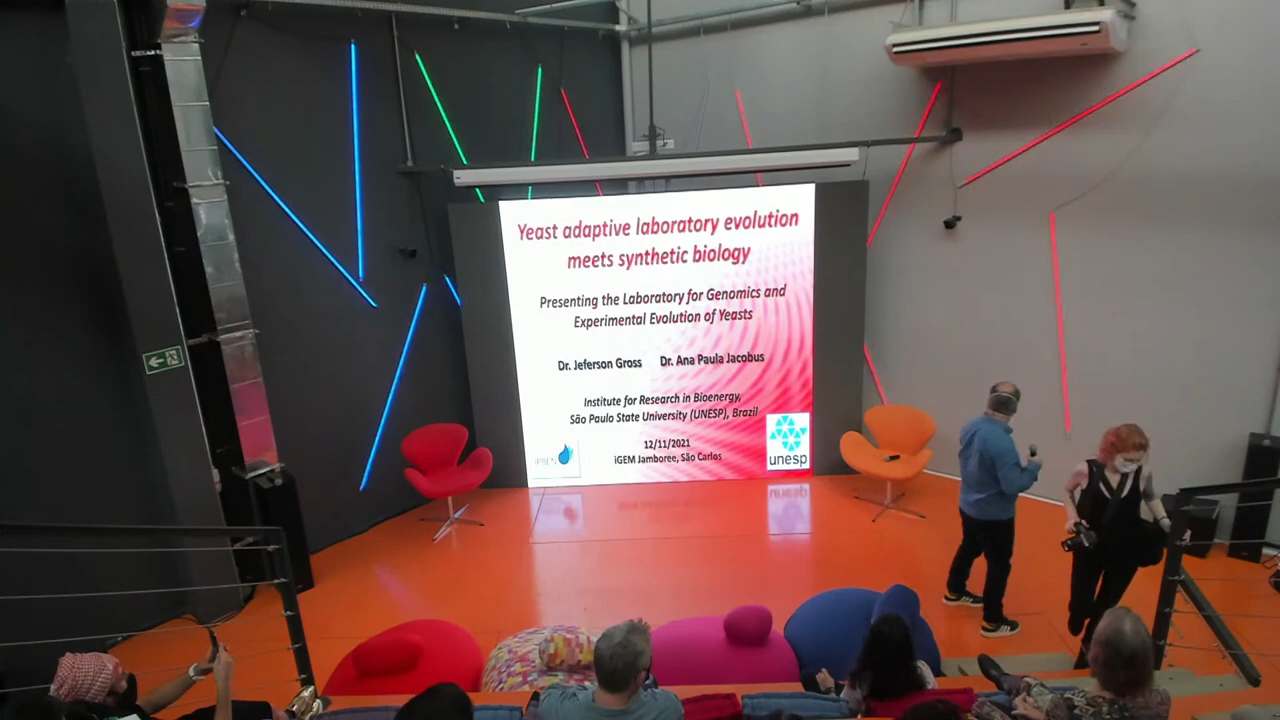 Yeast adaptive laboratory evolution
meets synthetic biology
Presenting the Laboratory for Genomics and
Experimental Evolution of Yeasts
Dr. Jeferson Gross Dr. Ana Paula Jacobus
Institute for Research in Bioenergy,
São Paulo State University (UNESP), Brazil
12/11/2021
iGEM Jamboree, São Carlos
unesp